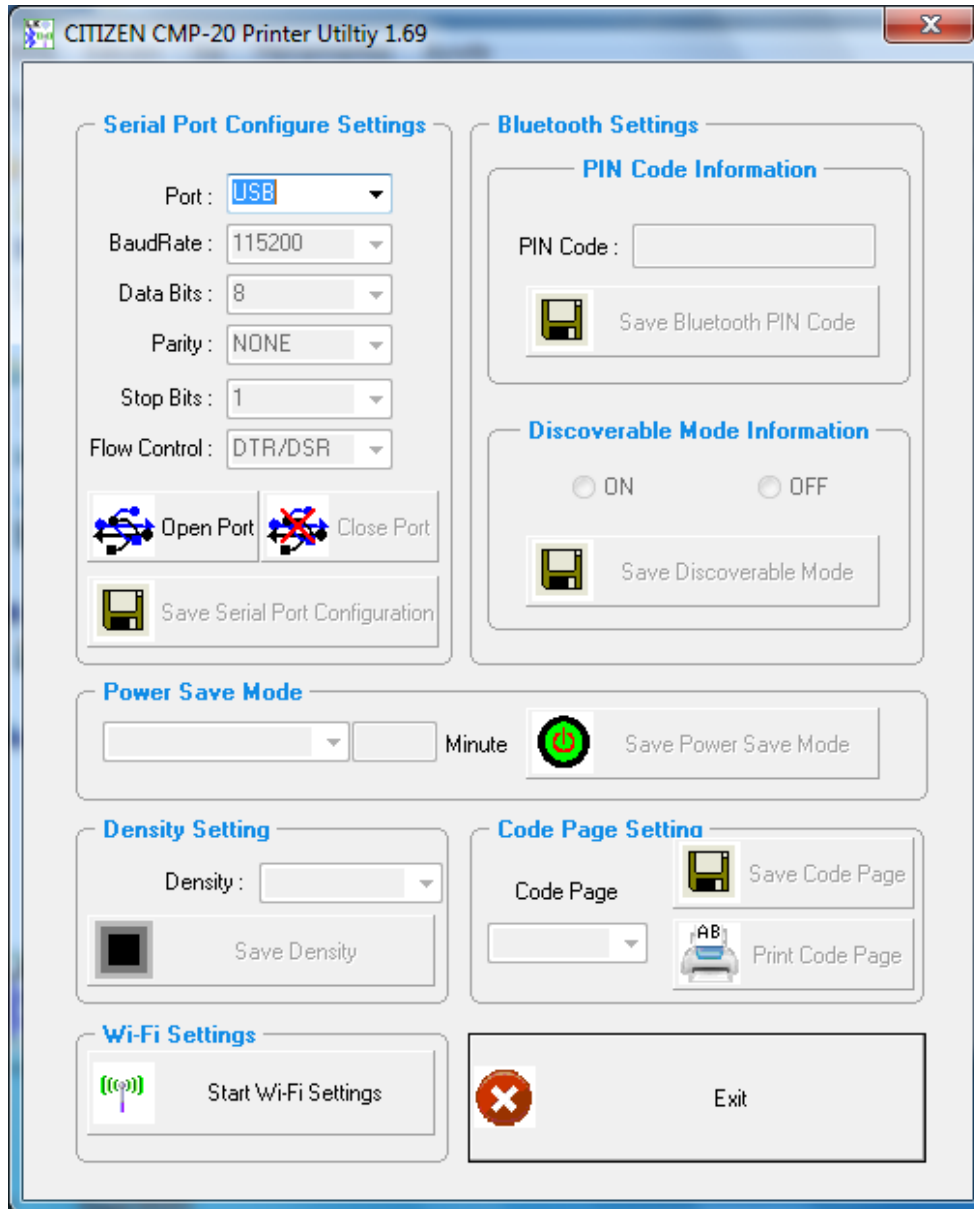 CITIZEN CMP-20 Printer Utiltiy 1.69
Serial Port Configure Settings
Port : USB
BaudRate : 115200
Data Bits : 8
Parity : NONE
Stop Bits : 1
Flow Control : DTR/DSR
Open Port
Close Port
Save Serial Port Configuration
Bluetooth Settings
PIN Code Information
PIN Code :
Save Bluetooth PIN Code
Discoverable Mode Information
ON
OFF
Save Discoverable Mode
Power Save Mode
Minute
Save Power Save Mode
Density Setting
Density :
Save Density
Code Page Setting
Code Page
Save Code Page
AB
Print Code Page
Wi-Fi Settings
Start Wi-Fi Settings
Exit